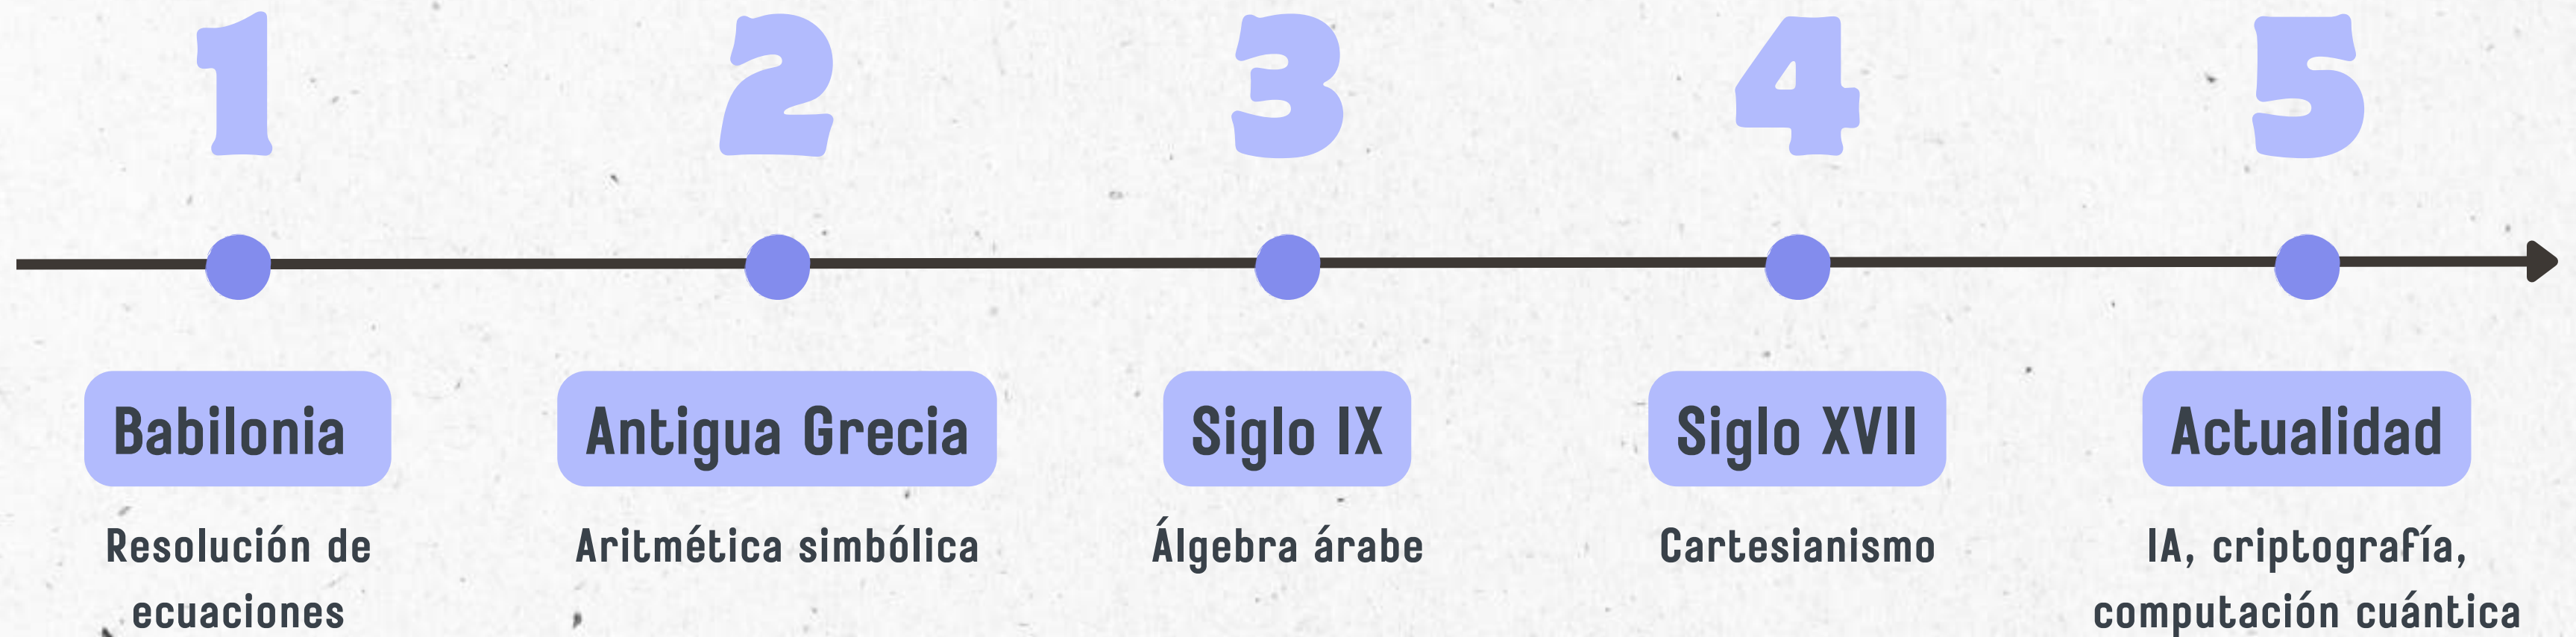 1
2
3
4
5
Babilonia
Antigua Grecia
Siglo IX
Siglo XVII
Actualidad
Resolución de
ecuaciones
Aritmética simbólica
Álgebra árabe
Cartesianismo
IA, criptografía,
computación cuántica